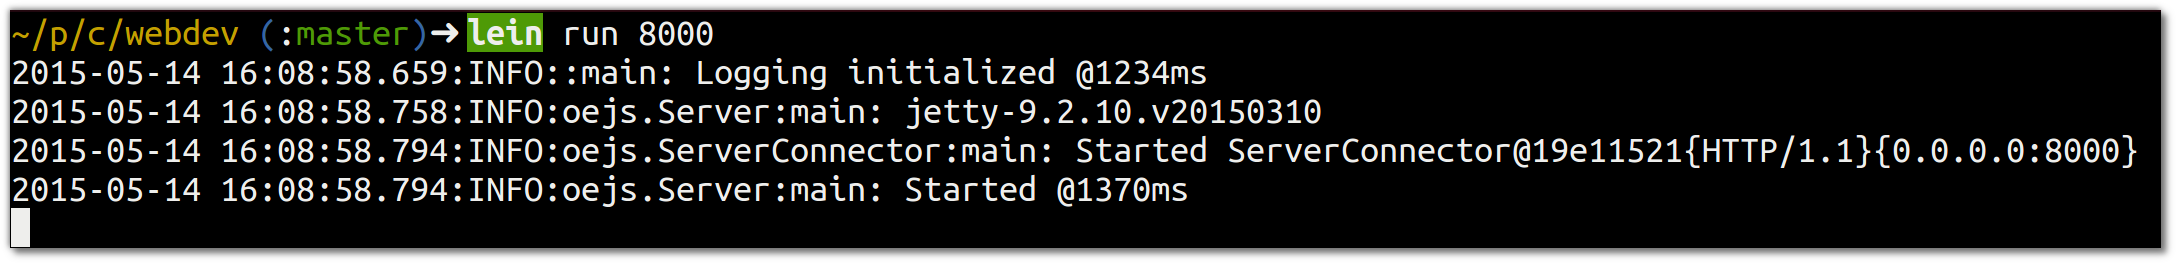 ~/p/c/webdev (:master)➜ lein run 8000
2015-05-14 16:08:58.659:INFO::main: Logging initialized @1234ms
2015-05-14 16:08:58.758:INFO:oejs.Server:main: jetty-9.2.10.v20150310
2015-05-14 16:08:58.794:INFO:oejs.ServerConnector:main: Started ServerConnector@19e11521{HTTP/1.1}{0.0.0.0:8000}
2015-05-14 16:08:58.794:INFO:oejs.Server:main: Started @1370ms